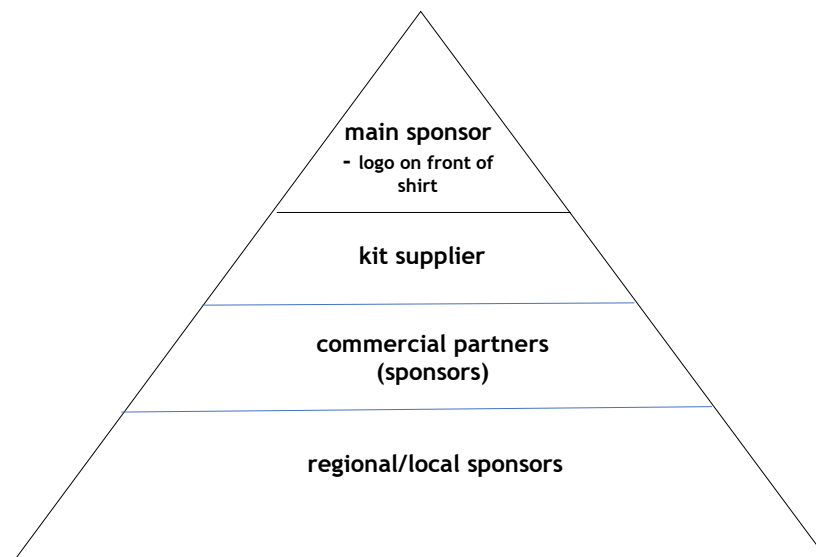 main sponsor
- logo on front of
shirt
kit supplier
commercial partners
(sponsors)
regional/local sponsors